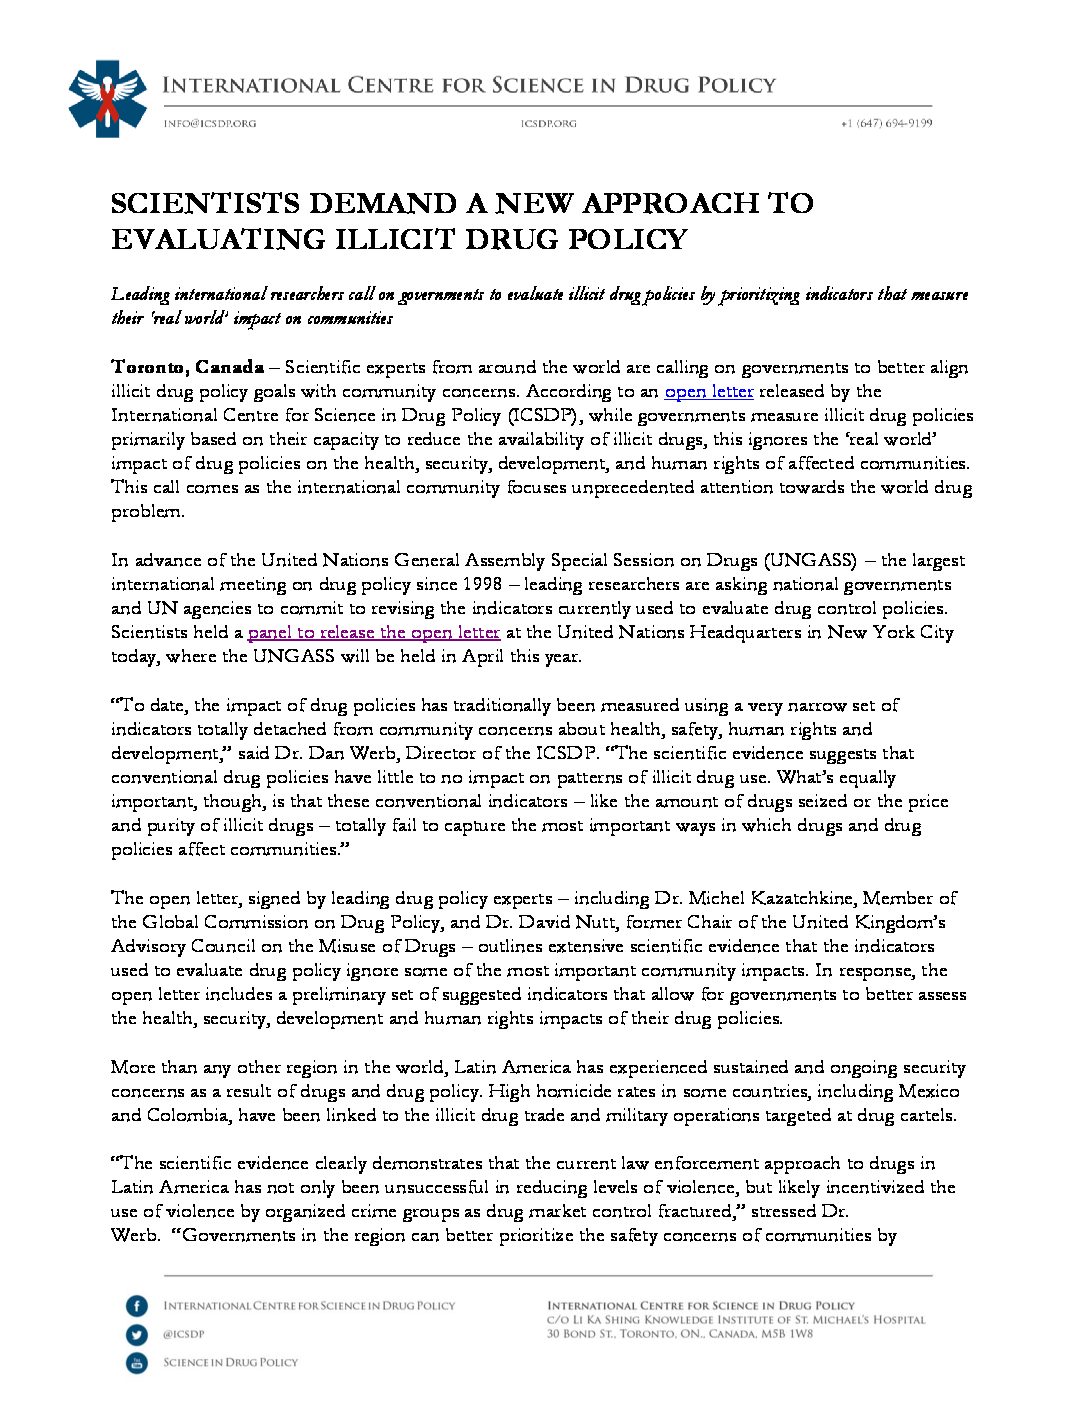 INTERNATIONAL CENTRE FOR SCIENCE IN DRUG POLICY
INFO@ICSDP.ORG ICSDP.ORG +1 (647) 694-9199
SCIENTISTS DEMAND A NEW APPROACH TO
EVALUATING ILLICIT DRUG POLICY
Leading international researchers call on governments to evaluate illicit drug policies by prioritizing indicators that measure
their 'real world' impact on communities
Toronto, Canada – Scientific experts from around the world are calling on governments to better align
illicit drug policy goals with community concerns. According to an open letter released by the
International Centre for Science in Drug Policy (ICSDP), while governments measure illicit drug policies
primarily based on their capacity to reduce the availability of illicit drugs, this ignores the ‘real world’
impact of drug policies on the health, security, development, and human rights of affected communities.
This call comes as the international community focuses unprecedented attention towards the world drug
problem.
In advance of the United Nations General Assembly Special Session on Drugs (UNGASS) – the largest
international meeting on drug policy since 1998 – leading researchers are asking national governments
and UN agencies to commit to revising the indicators currently used to evaluate drug control policies.
Scientists held a panel to release the open letter at the United Nations Headquarters in New York City
today, where the UNGASS will be held in April this year.
“To date, the impact of drug policies has traditionally been measured using a very narrow set of
indicators totally detached from community concerns about health, safety, human rights and
development,” said Dr. Dan Werb, Director of the ICSDP. “The scientific evidence suggests that
conventional drug policies have little to no impact on patterns of illicit drug use. What’s equally
important, though, is that these conventional indicators – like the amount of drugs seized or the price
and purity of illicit drugs – totally fail to capture the most important ways in which drugs and drug
policies affect communities.”
The open letter, signed by leading drug policy experts – including Dr. Michel Kazatchkine, Member of
the Global Commission on Drug Policy, and Dr. David Nutt, former Chair of the United Kingdom’s
Advisory Council on the Misuse of Drugs – outlines extensive scientific evidence that the indicators
used to evaluate drug policy ignore some of the most important community impacts. In response, the
open letter includes a preliminary set of suggested indicators that allow for governments to better assess
the health, security, development and human rights impacts of their drug policies.
More than any other region in the world, Latin America has experienced sustained and ongoing security
concerns as a result of drugs and drug policy. High homicide rates in some countries, including Mexico
and Colombia, have been linked to the illicit drug trade and military operations targeted at drug cartels.
“The scientific evidence clearly demonstrates that the current law enforcement approach to drugs in
Latin America has not only been unsuccessful in reducing levels of violence, but likely incentivized the
use of violence by organized crime groups as drug market control fractured,” stressed Dr.
Werb. “Governments in the region can better prioritize the safety concerns of communities by
INTERNATIONAL CENTRE FOR SCIENCE IN DRUG POLICY
@ICSDP
SCIENCE IN DRUG POLICY
INTERNATIONAL CENTRE FOR SCIENCE IN DRUG POLICY
C/O LI KA SHING KNOWLEDGE INSTITUTE OF ST. MICHAEL'S HOSPITAL
30 BOND ST., TORONTO, ON., CANADA, M5B 1W8